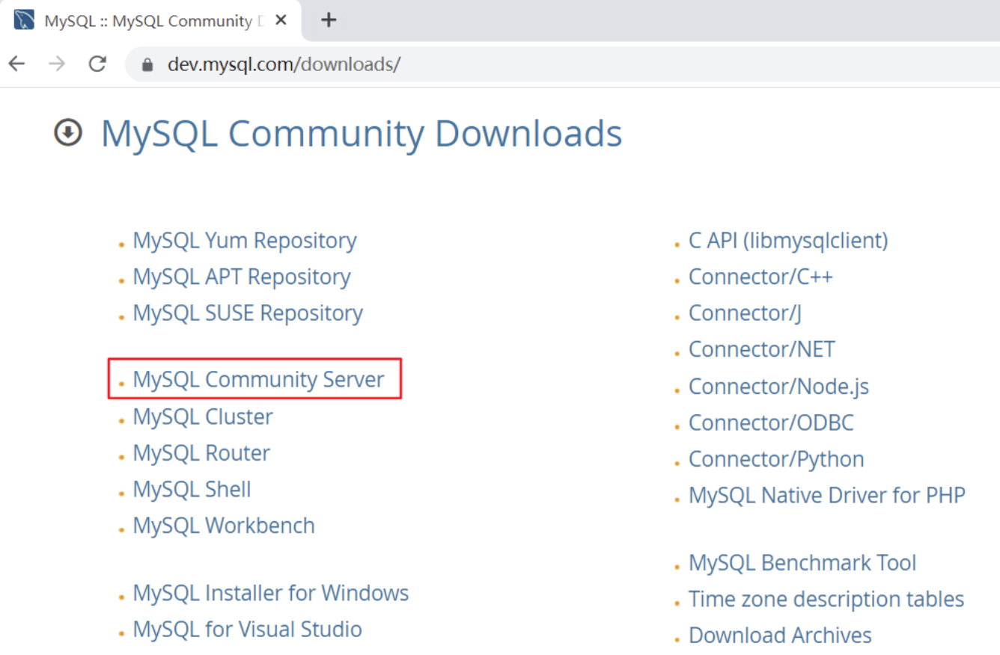 MySQL :: MySQL Community D
dev.mysql.com/downloads/
MySQL Community Downloads
MySQL Yum Repository
MySQL APT Repository
MySQL SUSE Repository
MySQL Community Server
MySQL Cluster
MySQL Router
MySQL Shell
MySQL Workbench
MySQL Installer for Windows
MySQL for Visual Studio
C API (libmysqlclient)
Connector/C++
Connector/J
Connector/NET
Connector/Node.js
Connector/ODBC
Connector/Python
MySQL Native Driver for PHP
MySQL Benchmark Tool
Time zone description tables
Download Archives